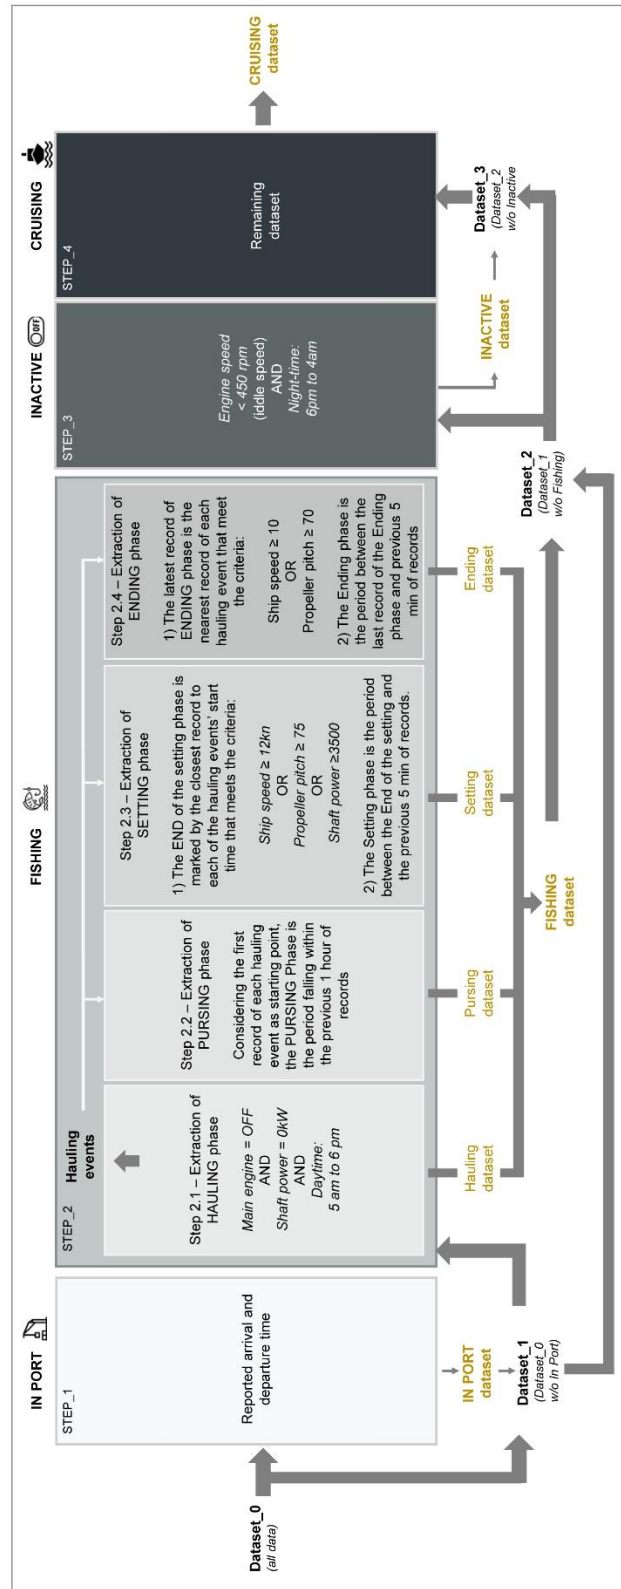 IN PORT
FISHING
INACTIVE
OFF
CRUISING
Dataset_0
(all data)
STEP_1
Reported arrival and
departure time
IN PORT
dataset
Dataset_1
(Dataset_0
w/o In Port)
STEP_2
Hauling
events
Step 2.1 – Extraction of
HAULING phase
Main engine = OFF
AND
Shaft power = 0kW
AND
Daytime:
5 am to 6 pm
Hauling
dataset
Step 2.2 – Extraction of
PURSING phase
Considering the first
record of each hauling
event as starting point,
the PURSING Phase is
the period falling within
the previous 1 hour of
records
Pursing
dataset
Step 2.3 – Extraction of
SETTING phase
1) The END of the setting phase is
marked by the closest record to
each of the hauling events' start
time that meets the criteria:
Ship speed ≥ 12kn
OR
Propeller pitch ≥ 75
OR
Shaft power ≥3500
2) The Setting phase is the period
between the End of the setting and
the previous 5 min of records.
Setting
dataset
Step 2.4 – Extraction of
ENDING phase
1) The latest record of
ENDING phase is the
nearest record of each
hauling event that meet
the criteria:
Ship speed ≥ 10
OR
Propeller pitch ≥ 70
2) The Ending phase is
the period between the
last record of the Ending
phase and previous 5
min of records
Ending
dataset
FISHING
dataset
Dataset_2
(Dataset_1
w/o Fishing)
STEP_3
Engine speed
< 450 rpm
(iddle speed)
AND
Night-time:
6pm to 4am
INACTIVE
dataset
Dataset_3
(Dataset_2
w/o Inactive
STEP_4
Remaining
dataset
CRUISING
dataset